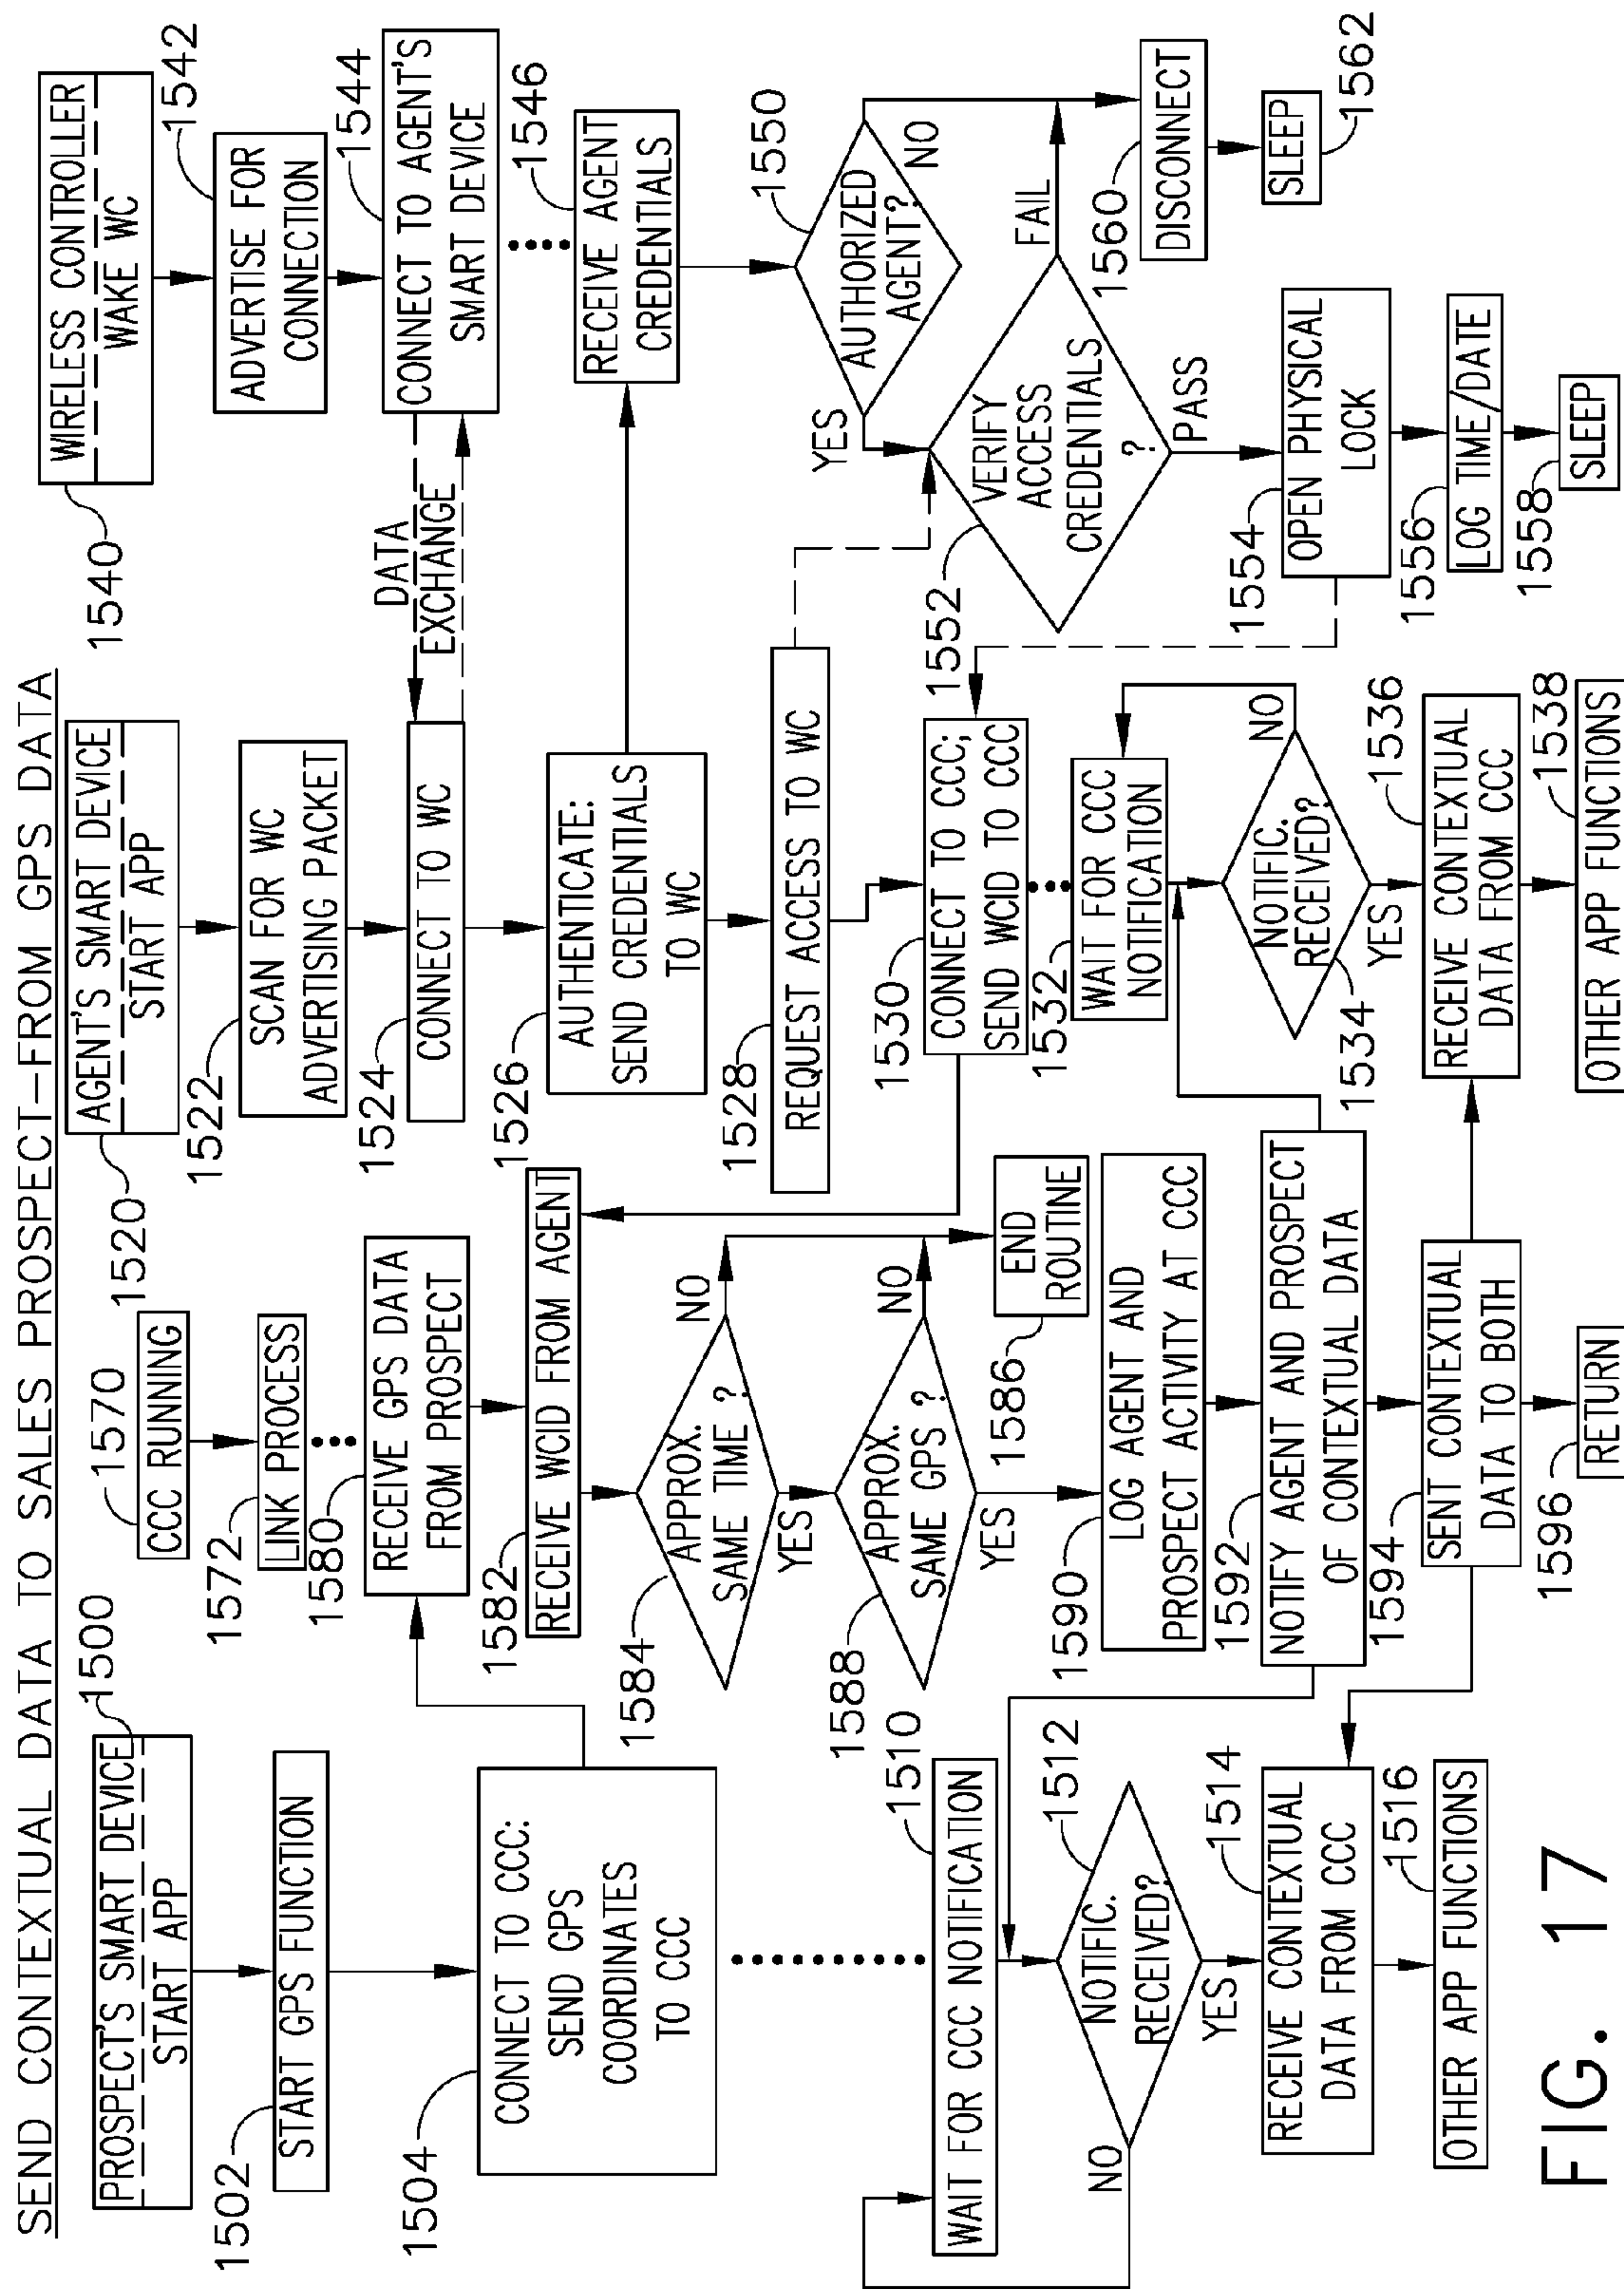 SEND CONTEXTUAL DATA TO SALES PROSPECT–FROM GPS DATA
1500
PROSPECT'S SMART DEVICE
START APP
1502
START GPS FUNCTION
1504
CONNECT TO CCC:
SEND GPS
COORDINATES
TO CCC
1510
WAIT FOR CCC NOTIFICATION
1512
NOTIFIC.
RECEIVED?
NO
YES
1514
RECEIVE CONTEXTUAL
DATA FROM CCC
1516
OTHER APP FUNCTIONS
1570
CCC RUNNING
1572
LINK PROCESS
1580
RECEIVE GPS DATA
FROM PROSPECT
1582
RECEIVE WCID FROM AGENT
1584
APPROX.
SAME TIME ?
NO
YES
1588
APPROX.
SAME GPS ?
NO
YES
1586
END
ROUTINE
1590
LOG AGENT AND
PROSPECT ACTIVITY AT CCC
1592
NOTIFY AGENT AND PROSPECT
OF CONTEXTUAL DATA
1594
SENT CONTEXTUAL
DATA TO BOTH
1596
RETURN
1520
AGENT'S SMART DEVICE
START APP
1522
SCAN FOR WC
ADVERTISING PACKET
1524
CONNECT TO WC
DATA
EXCHANGE
1526
AUTHENTICATE:
SEND CREDENTIALS
TO WC
1528
REQUEST ACCESS TO WC
1530
CONNECT TO CCC;
SEND WCID TO CCC
1532
WAIT FOR CCC
NOTIFICATION
1534
NOTIFIC.
RECEIVED?
NO
YES
1536
RECEIVE CONTEXTUAL
DATA FROM CCC
1538
OTHER APP FUNCTIONS
1540
WIRELESS CONTROLLER
WAKE WC
1542
ADVERTISE FOR
CONNECTION
1544
CONNECT TO AGENT'S
SMART DEVICE
1546
RECEIVE AGENT
CREDENTIALS
1550
AUTHORIZED
AGENT?
YES
NO
1552
VERIFY
ACCESS
CREDENTIALS
?
FAIL
PASS
1554
OPEN PHYSICAL
LOCK
1556
LOG TIME/DATE
1558
SLEEP
1560
DISCONNECT
1562
SLEEP
FIG. 17